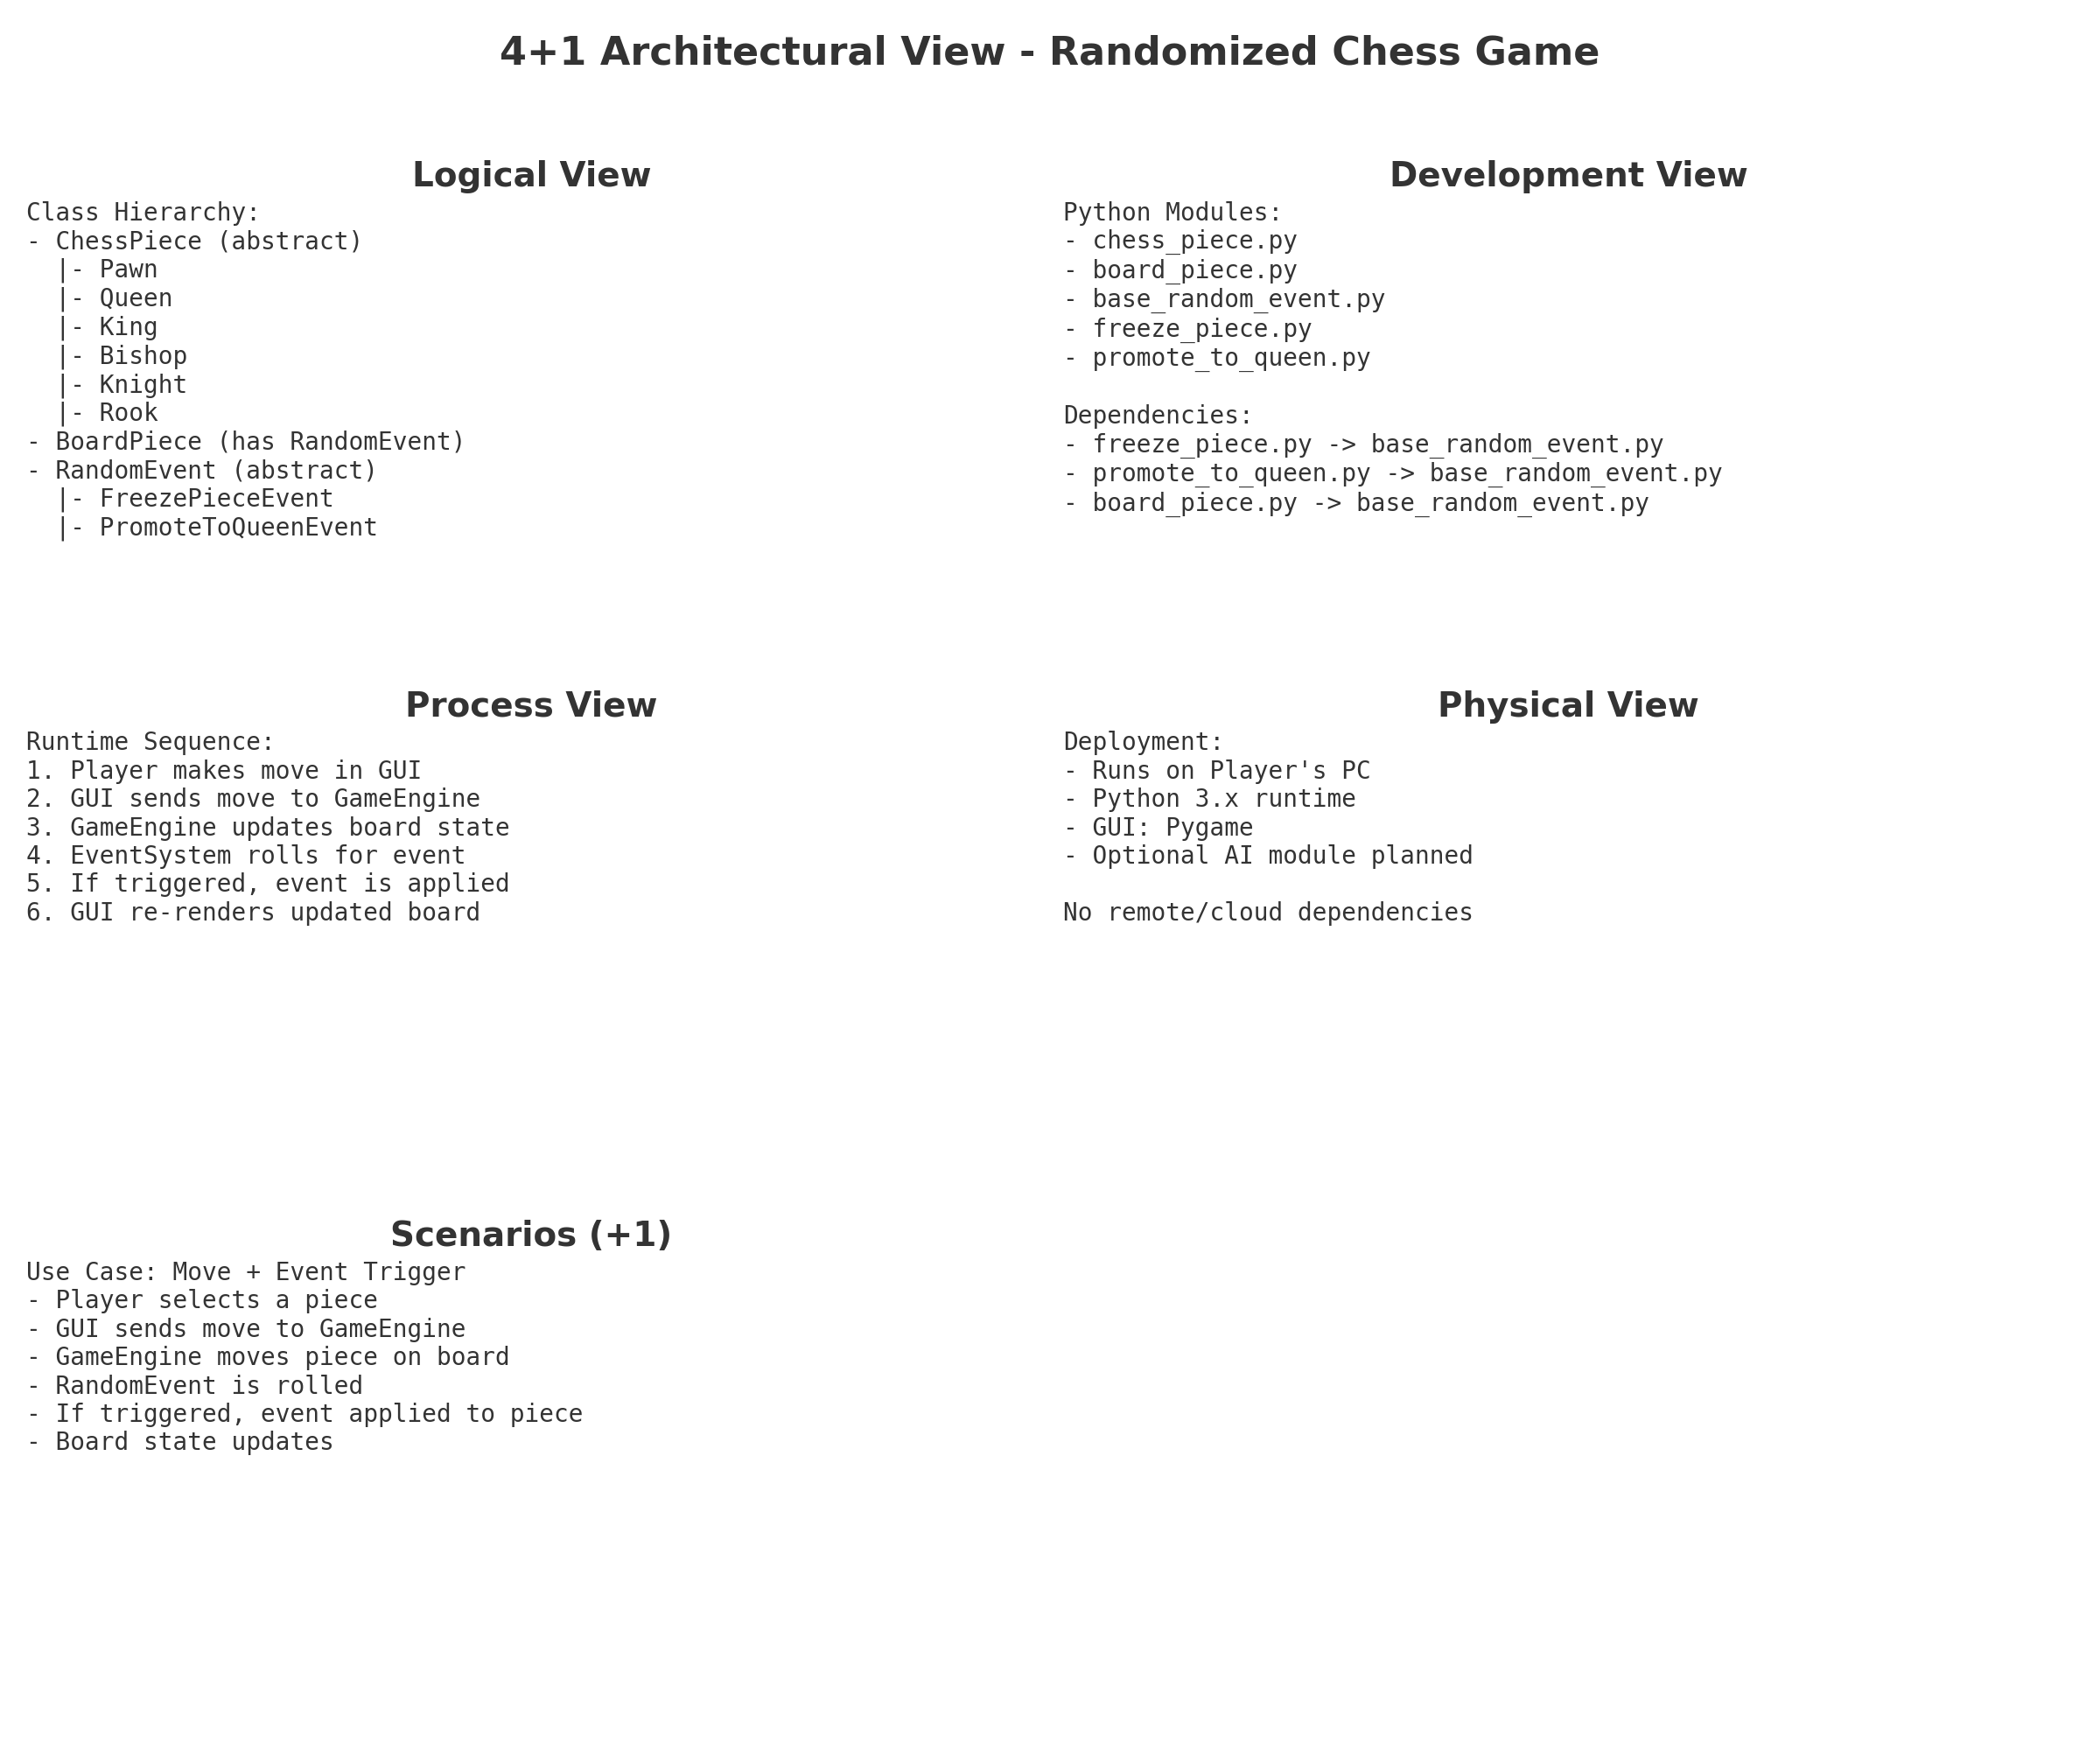 4+1 Architectural View - Randomized Chess Game
Logical View
Class Hierarchy:
- ChessPiece (abstract)
  |- Pawn
  |- Queen
  |- King
  |- Bishop
  |- Knight
  |- Rook
- BoardPiece (has RandomEvent)
- RandomEvent (abstract)
  |- FreezePieceEvent
  |- PromoteToQueenEvent
Development View
Python Modules:
- chess_piece.py
- board_piece.py
- base_random_event.py
- freeze_piece.py
- promote_to_queen.py
Dependencies:
- freeze_piece.py -> base_random_event.py
- promote_to_queen.py -> base_random_event.py
- board_piece.py -> base_random_event.py
Process View
Runtime Sequence:
1. Player makes move in GUI
2. GUI sends move to GameEngine
3. GameEngine updates board state
4. EventSystem rolls for event
5. If triggered, event is applied
6. GUI re-renders updated board
Physical View
Deployment:
- Runs on Player's PC
- Python 3.x runtime
- GUI: Pygame
- Optional AI module planned
No remote/cloud dependencies
Scenarios (+1)
Use Case: Move + Event Trigger
- Player selects a piece
- GUI sends move to GameEngine
- GameEngine moves piece on board
- RandomEvent is rolled
- If triggered, event applied to piece
- Board state updates